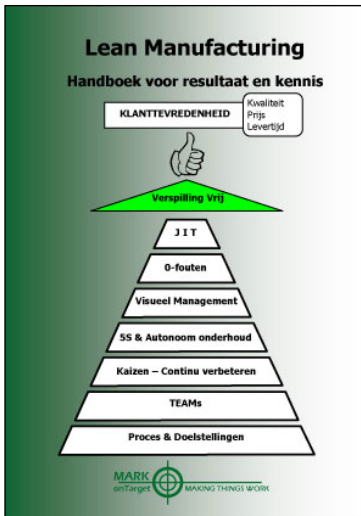 Lean Manufacturing
Handboek voor resultaat en kennis
KLANTTEVREDENHEID
Kwaliteit
Prijs
Levertijd
Verspilling Vrij
J I T
0-fouten
Visueel Management
5S & Autonoom onderhoud
Kaizen – Continu verbeteren
TEAMs
Proces & Doelstellingen
MARK
onTarget
MAKING THINGS WORK